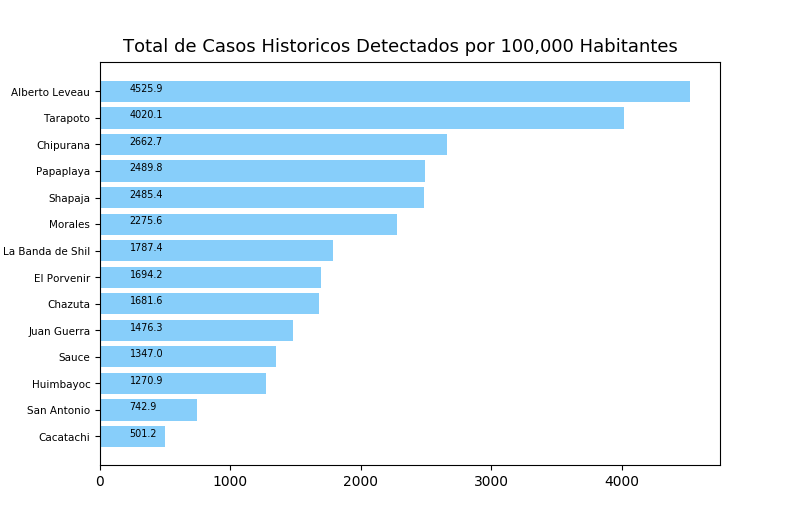 Total de Casos Historicos Detectados por 100,000 Habitantes
Alberto Leveau 4525.9
Tarapoto 4020.1
Chipurana 2662.7
Papaplaya 2489.8
Shapaja 2485.4
Morales 2275.6
La Banda de Shil 1787.4
El Porvenir 1694.2
Chazuta 1681.6
Juan Guerra 1476.3
Sauce 1347.0
Huimbayoc 1270.9
San Antonio 742.9
Cacatachi 501.2
0 1000 2000 3000 4000